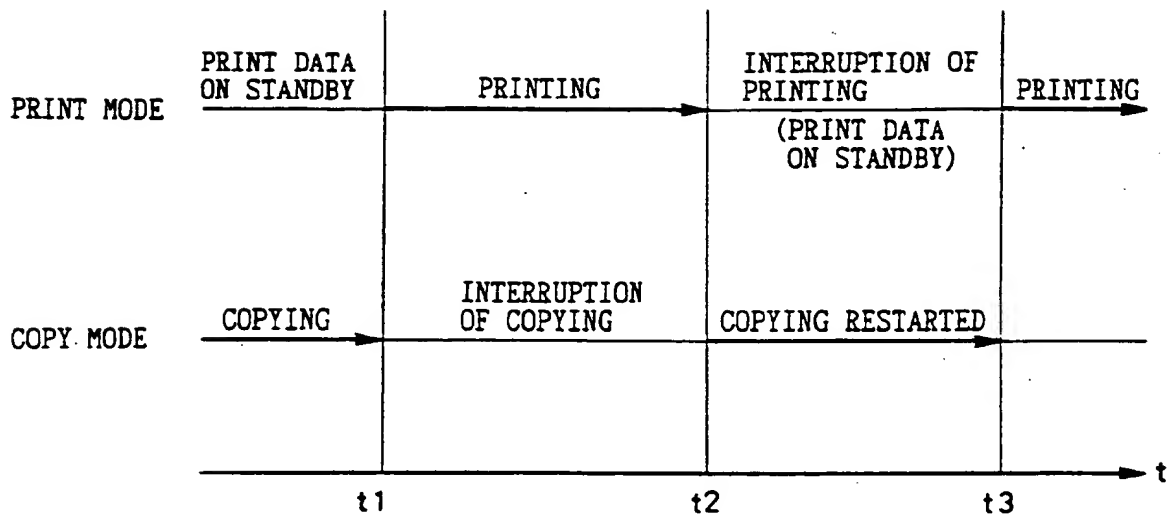 PRINT DATA
ON STANDBY
PRINTING
INTERRUPTION OF
PRINTING
PRINTING
PRINT MODE
(PRINT DATA
ON STANDBY)
COPYING
INTERRUPTION
OF COPYING
COPYING RESTARTED
COPY MODE
t
t1
t2
t3